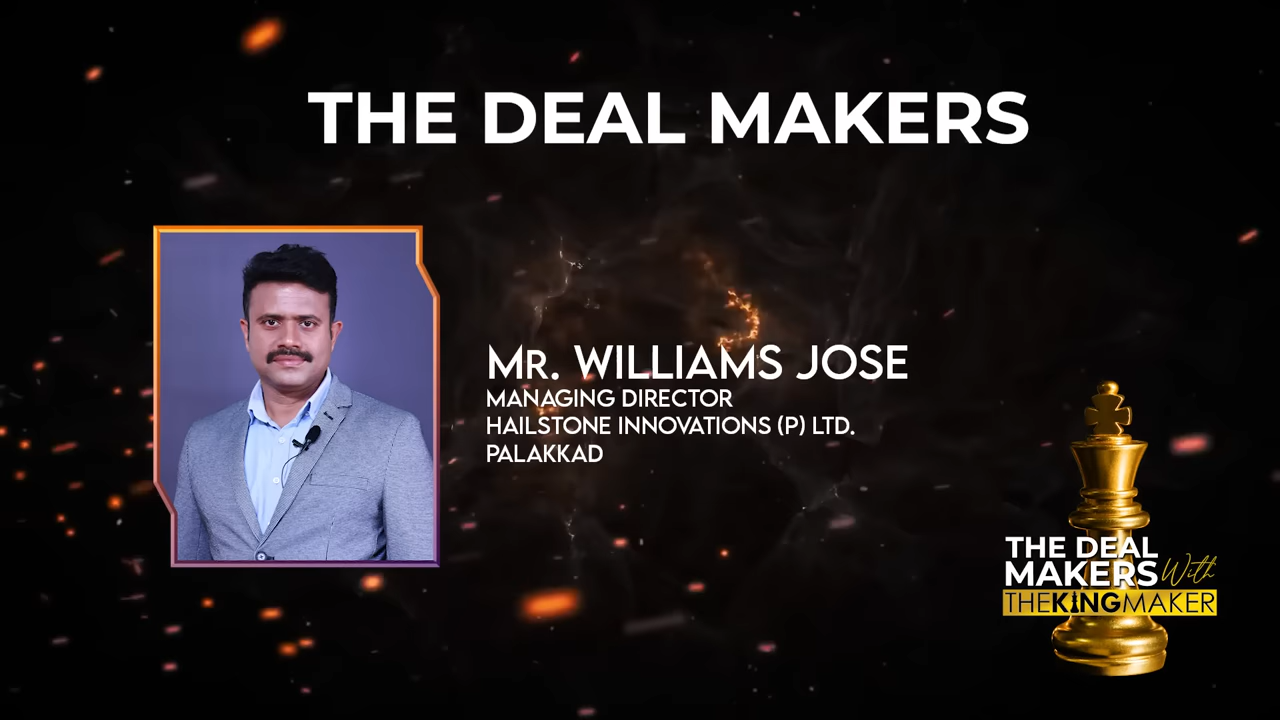 THE DEAL MAKERS
MR. WILLIAMS JOSE
MANAGING DIRECTOR
HAILSTONE INNOVATIONS (P) LTD.
PALAKKAD
THE DEAL
MAKERS With
THEKINGMAKER